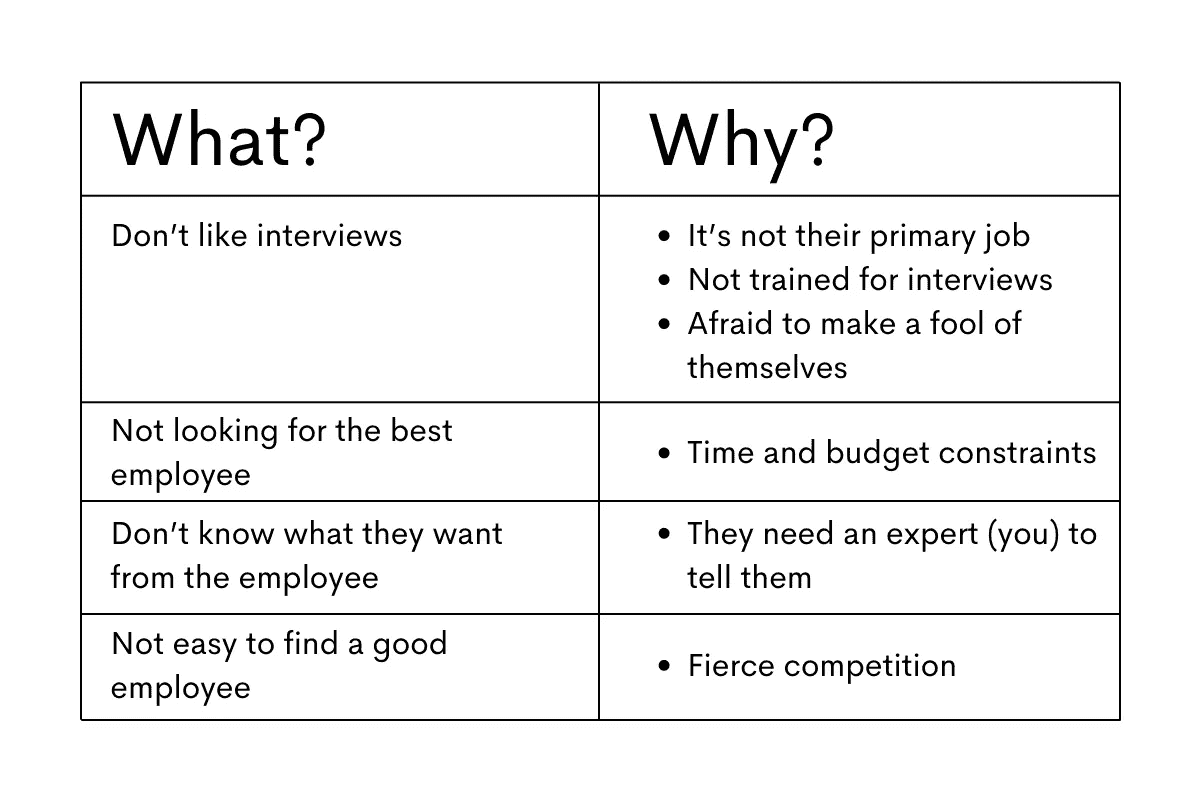 What?
Why?
Don't like interviews
• It's not their primary job
• Not trained for interviews
• Afraid to make a fool of
themselves
Not looking for the best
employee
• Time and budget constraints
Don't know what they want
from the employee
• They need an expert (you) to
tell them
Not easy to find a good
employee
• Fierce competition